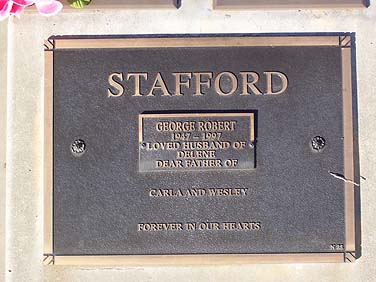 STAFFORD
GEORGE ROBERT
1947 – 1997
LOVED HUSBAND OF
DELENE
DEAR FATHER OF
CARLA AND WESLEY
FOREVER IN OUR HEARTS